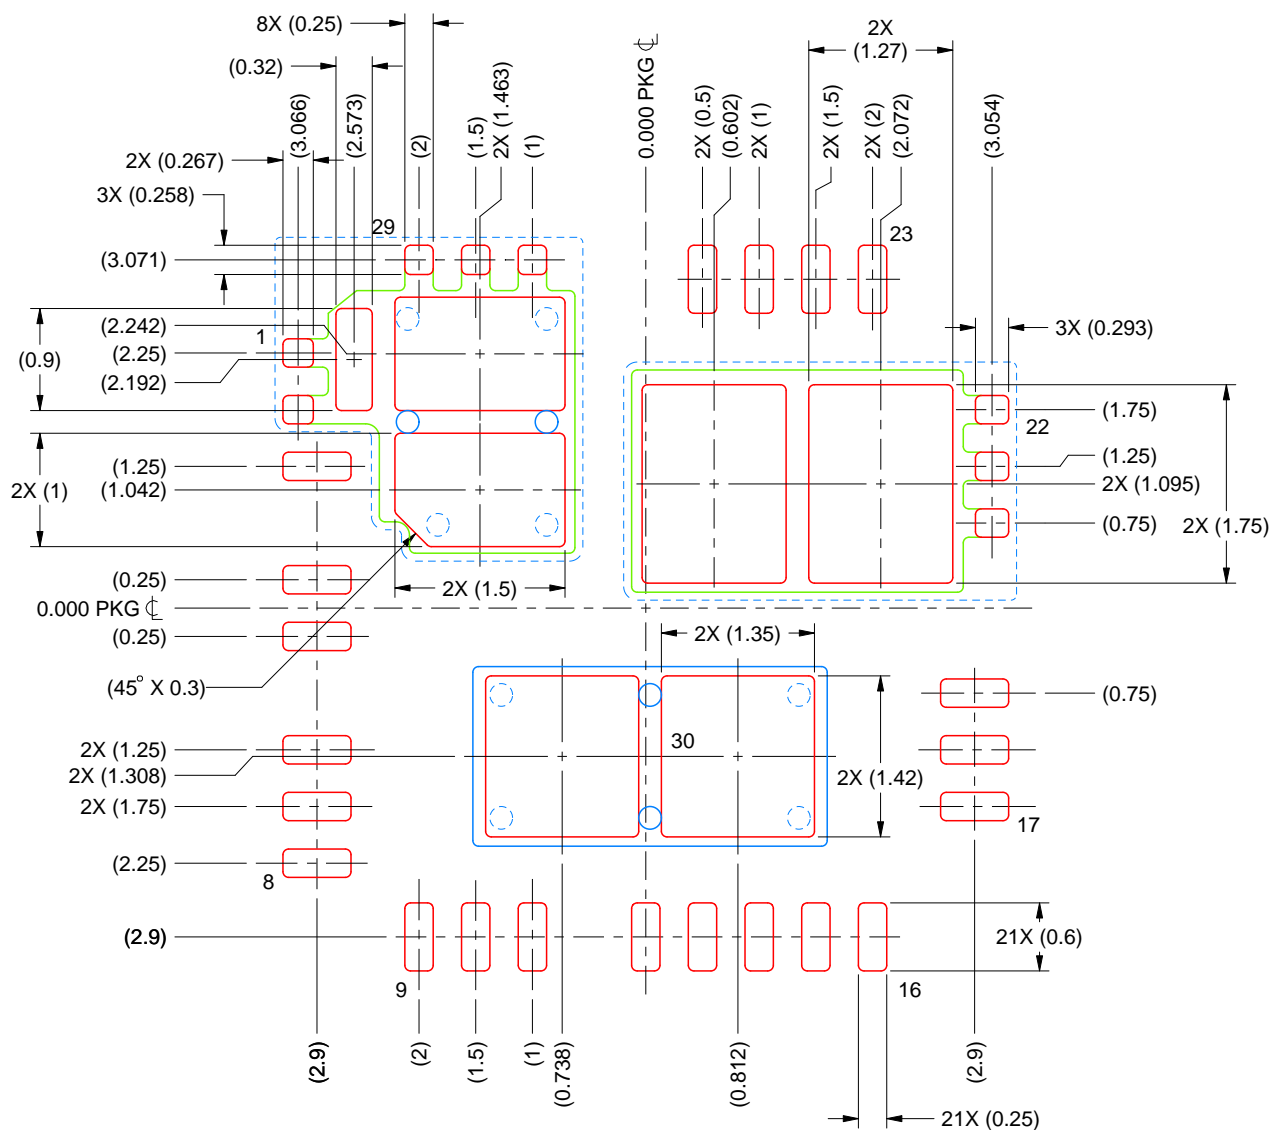 8X (0.25)
(0.32)
(3.066)
(2.573)
(2)
(1.5)
2X (1.463)
(1)
0.000 PKG ℄
2X (0.5)
(0.602)
2X (1)
2X
(1.27)
2X (1.5)
2X (2)
(2.072)
(3.054)
2X (0.267)
3X (0.258)
29
23
(3.071)
(2.242)
1
(2.25)
(0.9)
(2.192)
3X (0.293)
(1.75)
22
(1.25)
(1.25)
2X (1)
(1.042)
2X (1.095)
(0.75)
2X (1.75)
(0.25)
2X (1.5)
0.000 PKG ℄
(0.25)
2X (1.35)
(45° X 0.3)
(0.75)
2X (1.25)
30
2X (1.308)
2X (1.42)
2X (1.75)
17
(2.25)
8
(2.9)
21X (0.6)
9
16
(2.9)
(2)
(1.5)
(1)
(0.738)
(0.812)
(2.9)
21X (0.25)